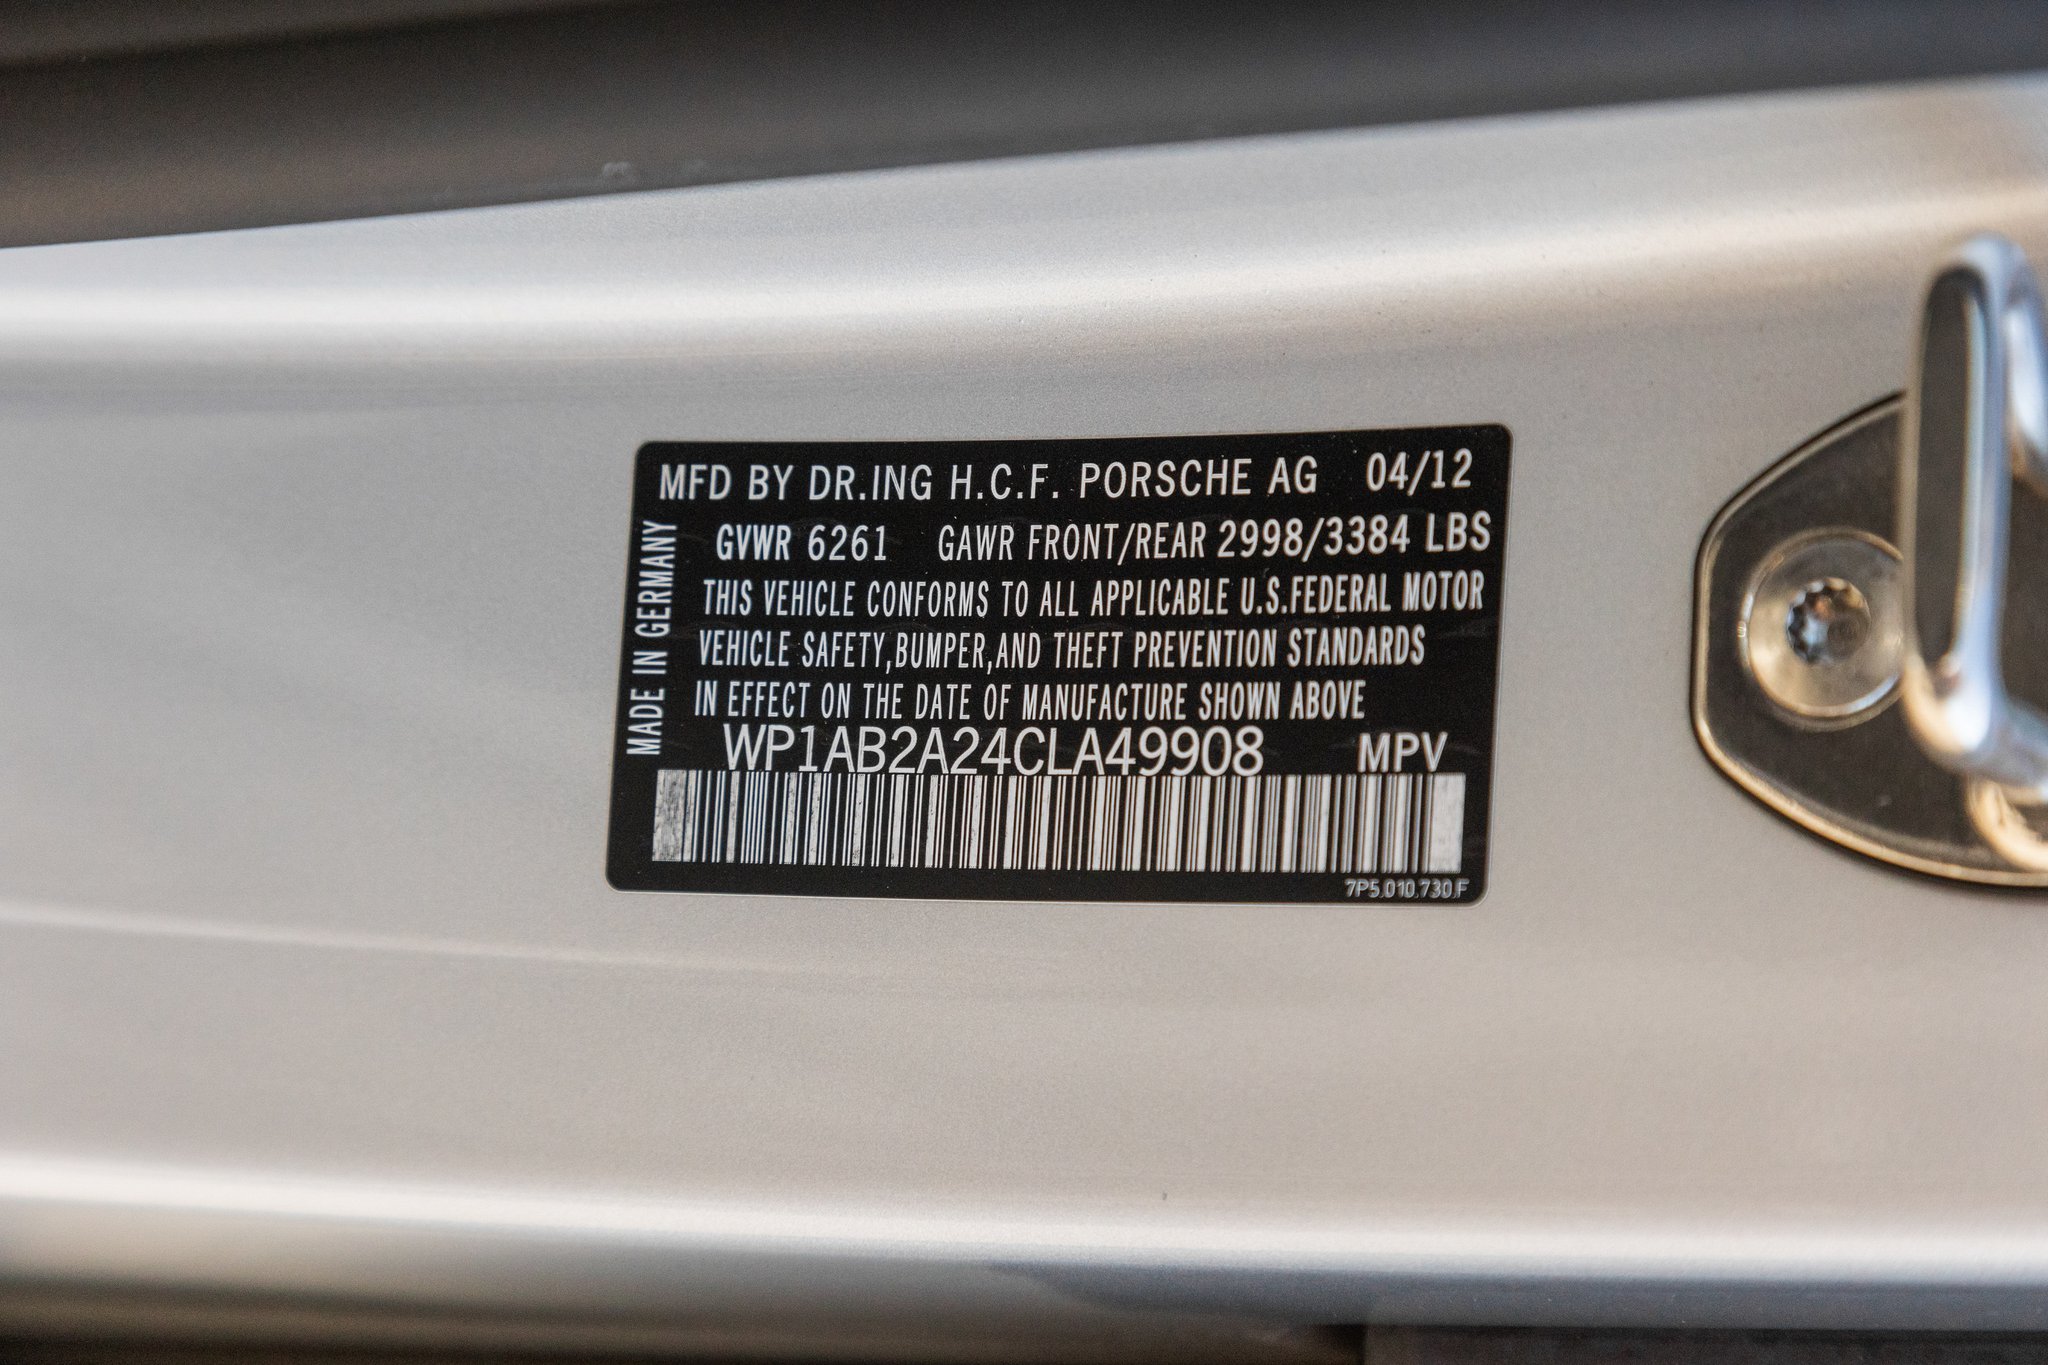 MFD BY DR.ING H.C.F. PORSCHE AG 04/12
GVWR 6261 GAWR FRONT/REAR 2998/3384 LBS
THIS VEHICLE CONFORMS TO ALL APPLICABLE U.S.FEDERAL MOTOR
VEHICLE SAFETY,BUMPER,AND THEFT PREVENTION STANDARDS
IN EFFECT ON THE DATE OF MANUFACTURE SHOWN ABOVE
WP1AB2A24CLA49908 MPV
7P5.010.730.F
MADE IN GERMANY